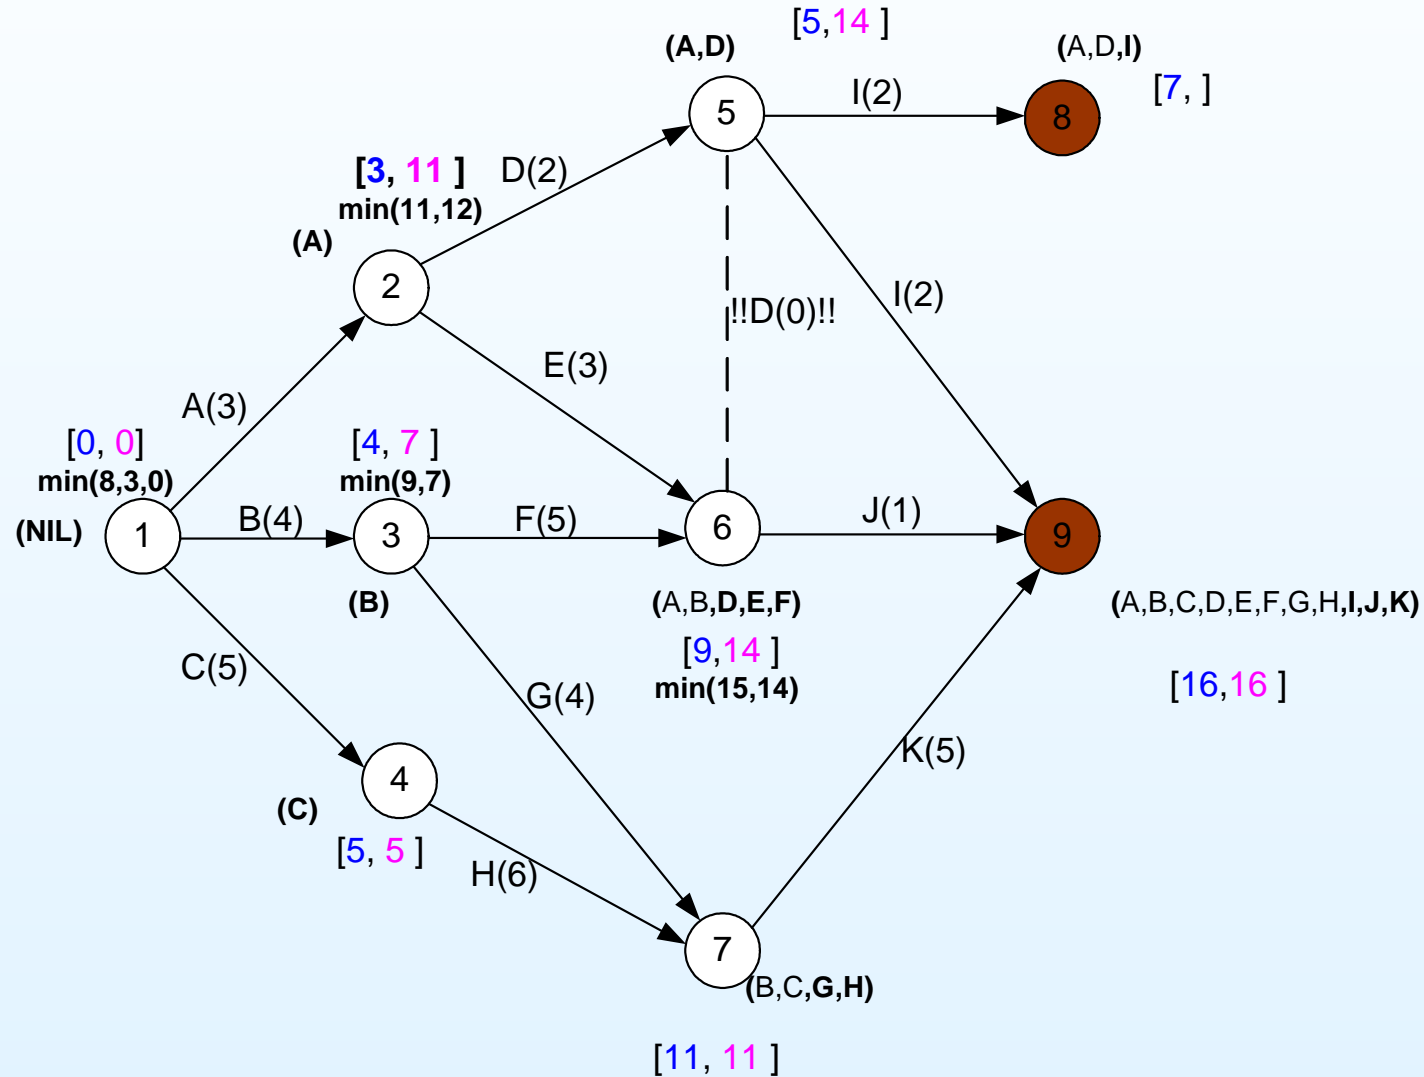 [5,14 ]
(A,D)
(A,D,I)
I(2)
[7, ]
5
8
[3, 11 ]
D(2)
min(11,12)
(A)
2
I(2)
!!D(0)!!
E(3)
A(3)
[0, 0]
[4, 7 ]
min(8,3,0)
min(9,7)
B(4)
F(5)
J(1)
(NIL)
1
3
6
9
(B)
(A,B,D,E,F)
(A,B,C,D,E,F,G,H,I,J,K)
[9,14 ]
C(5)
min(15,14)
[16,16 ]
G(4)
K(5)
4
(C)
[5, 5 ]
H(6)
7
(B,C,G,H)
[11, 11 ]